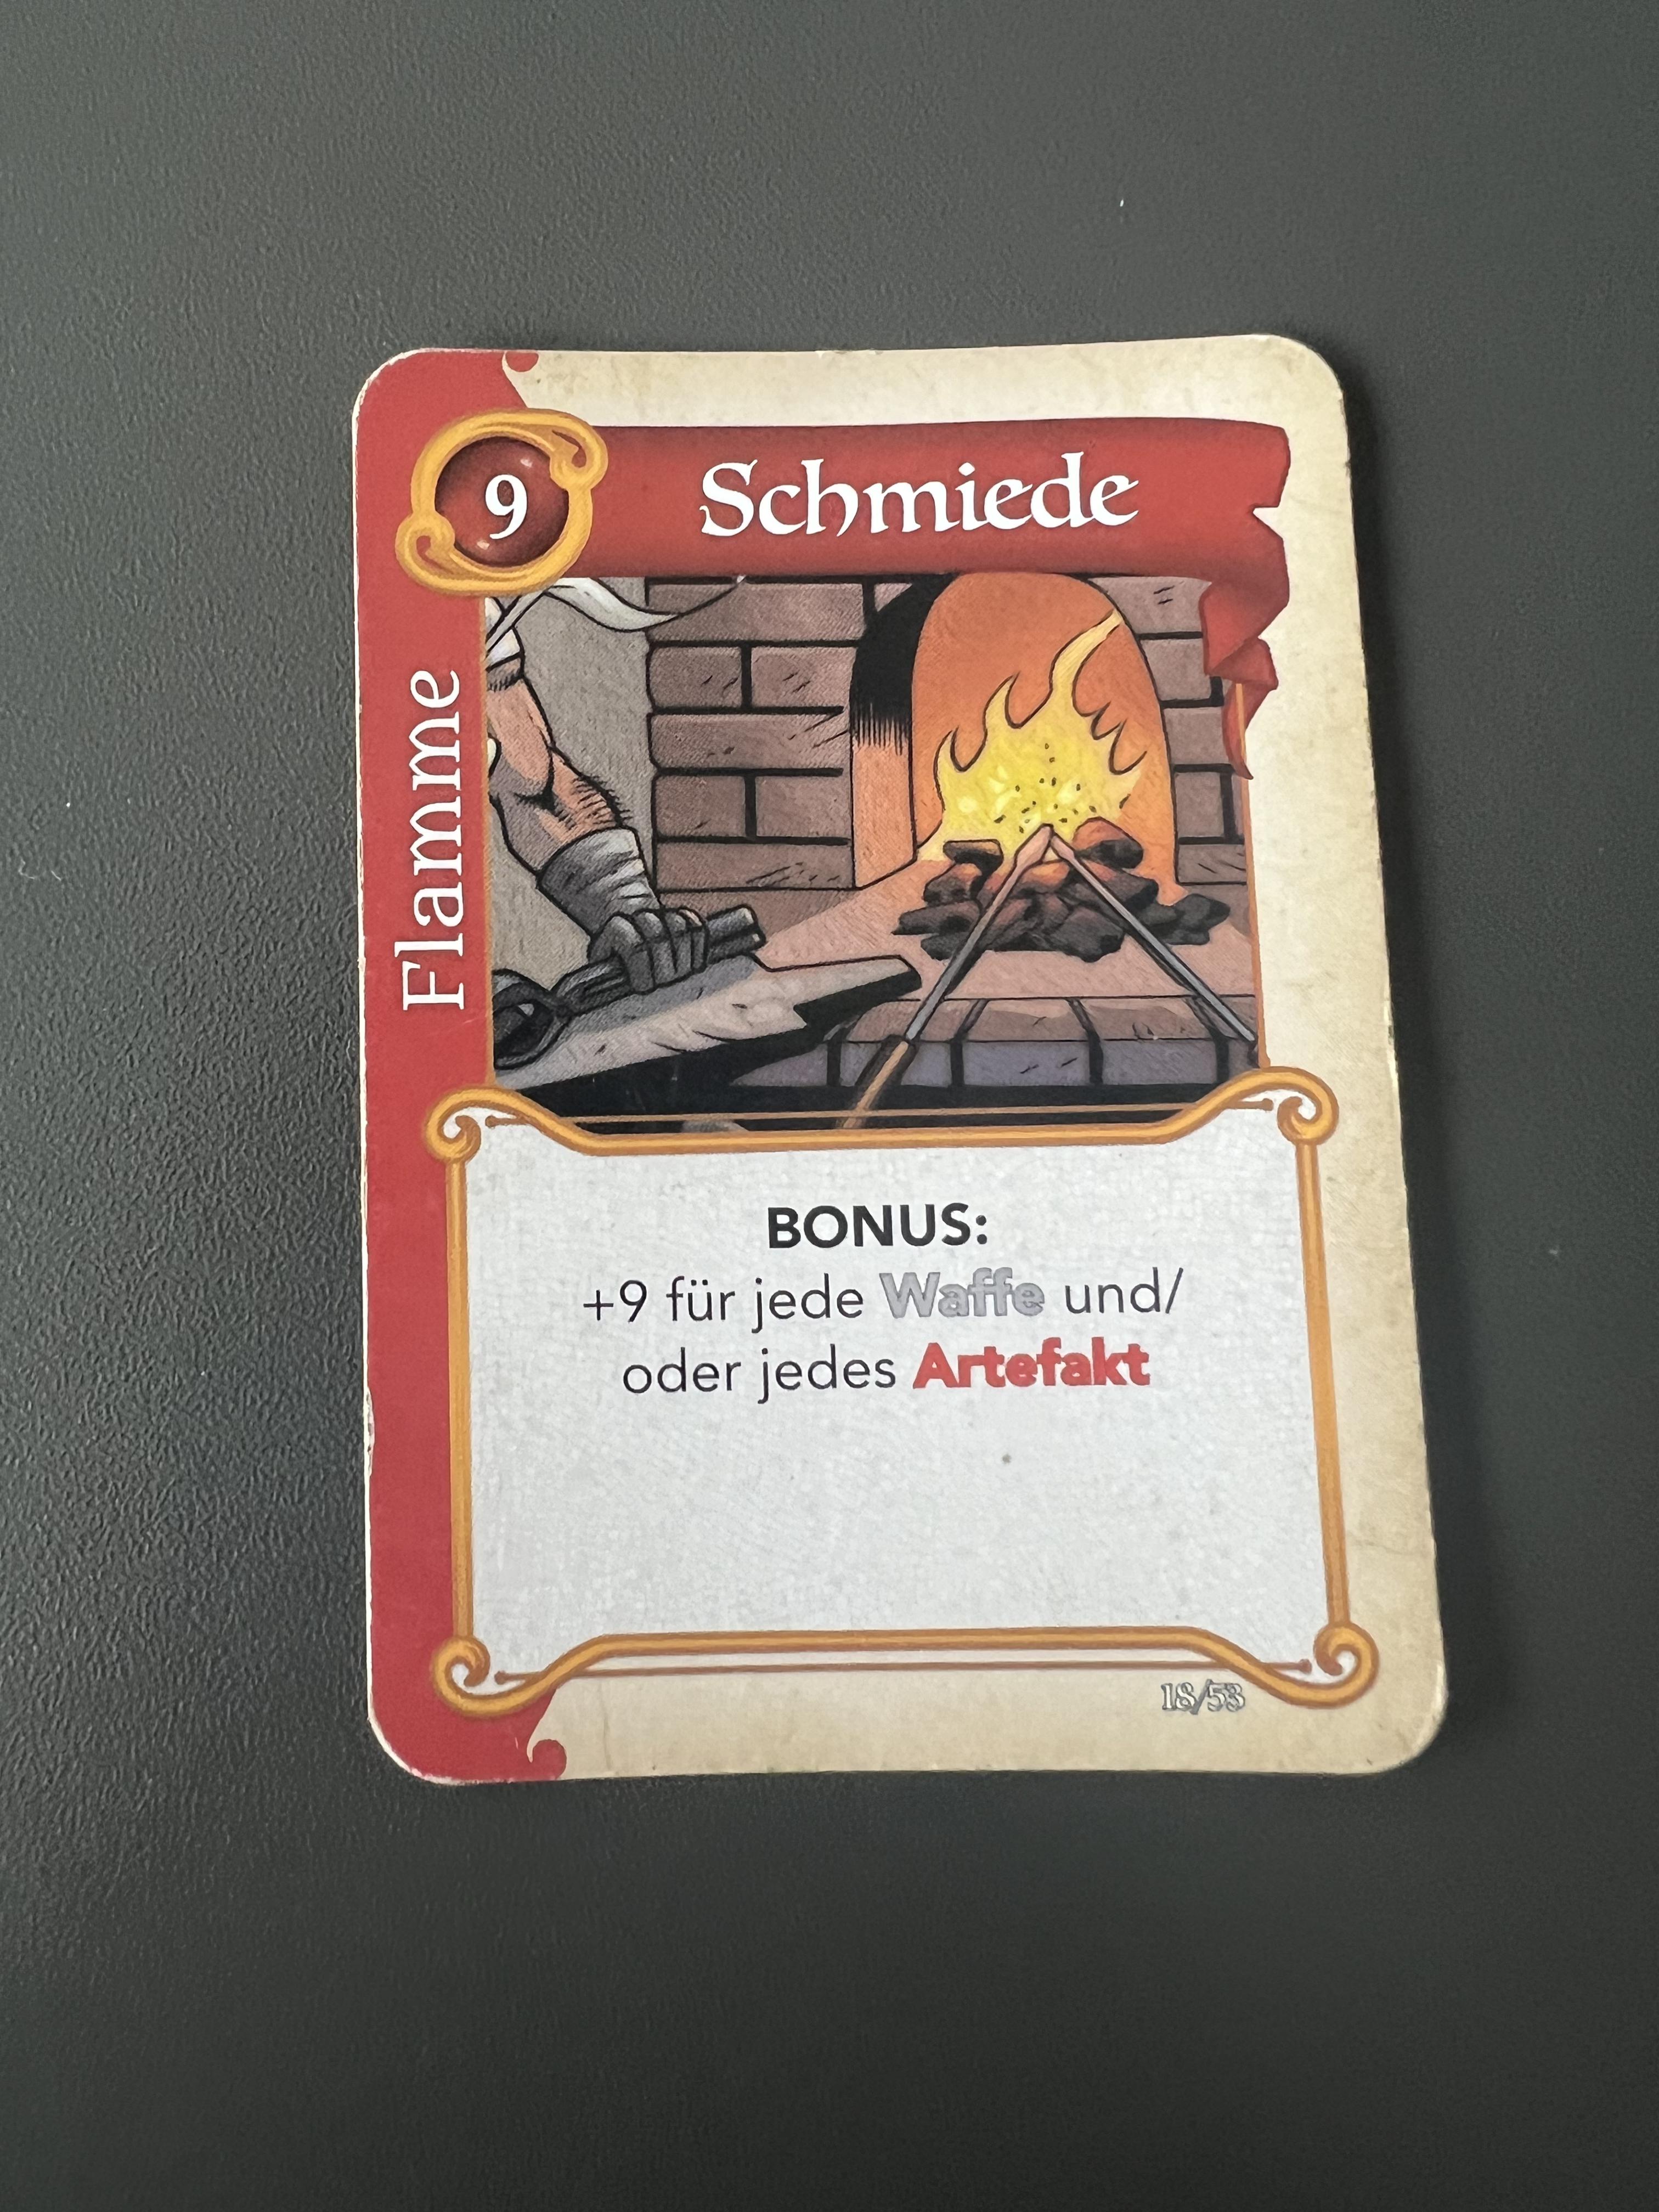 9
Schmiede
Flamme
BONUS:
+9 für jede Waffe und/
oder jedes Artefakt
18/53